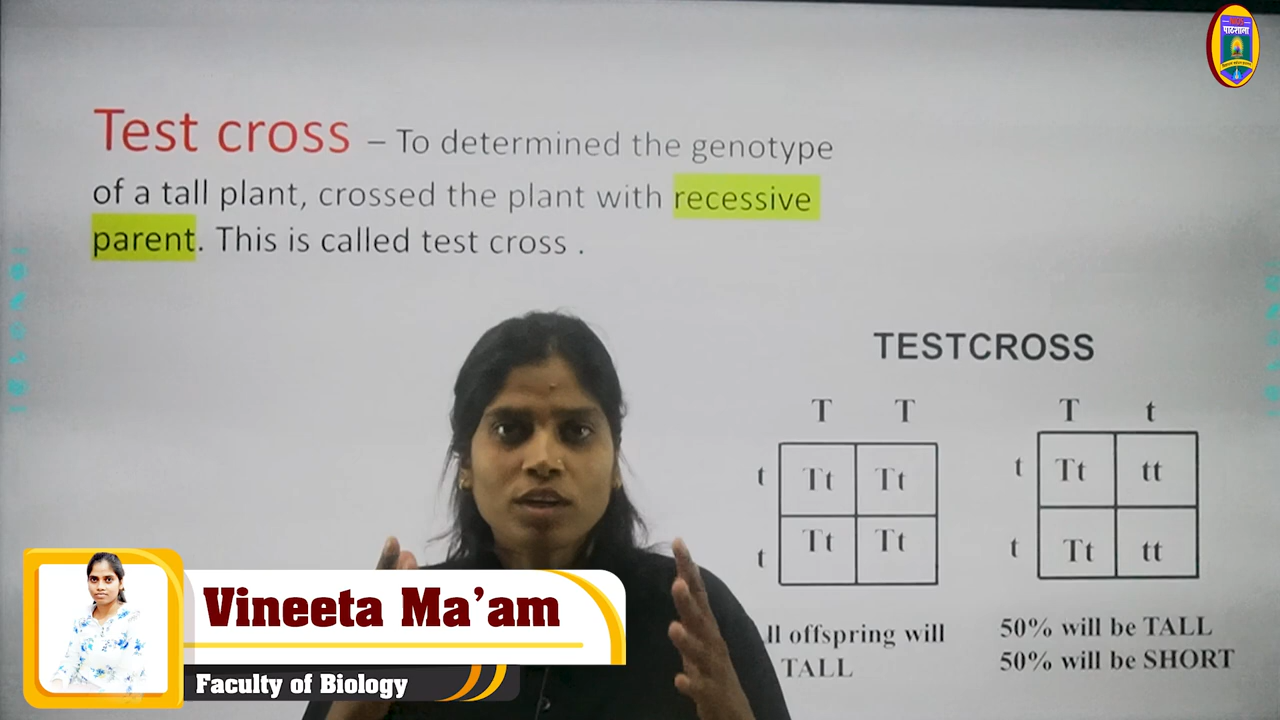 पाठशाला
Test cross – To determined the genotype
of a tall plant, crossed the plant with recessive
parent. This is called test cross .
TESTCROSS
T T
t Tt Tt
t Tt Tt
T t
t Tt tt
t Tt tt
ll offspring will
TALL
50% will be TALL
50% will be SHORT
Vineeta Ma’am
Faculty of Biology